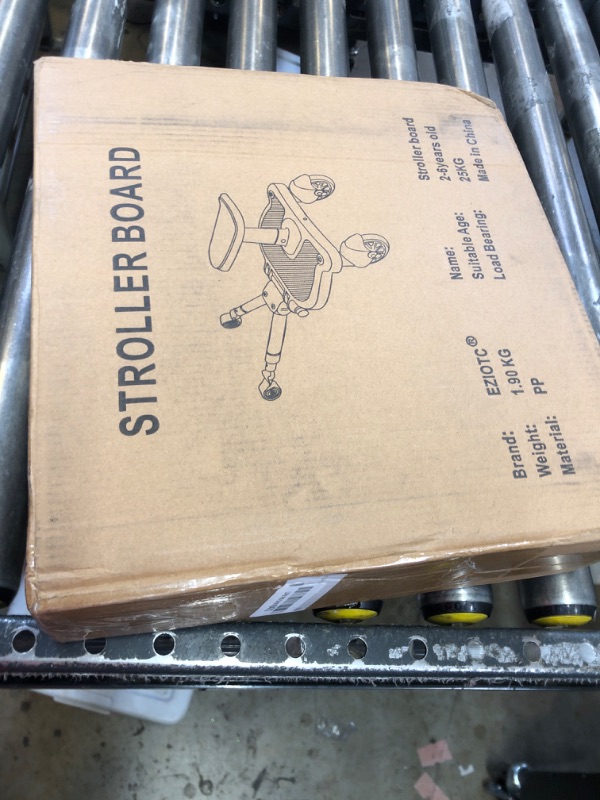 STROLLER BOARD
Brand: EZIOTC®
Weight: 1.90 KG
Material: PP
Name: Stroller board
Suitable Age: 2-6years old
Load Bearing: 25KG
Made in China